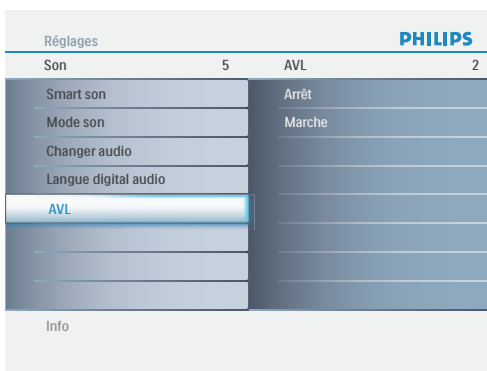 Réglages
PHILIPS
Son 5
AVL 2
Smart son
Arrêt
Mode son
Marche
Changer audio
Langue digital audio
AVL
Info